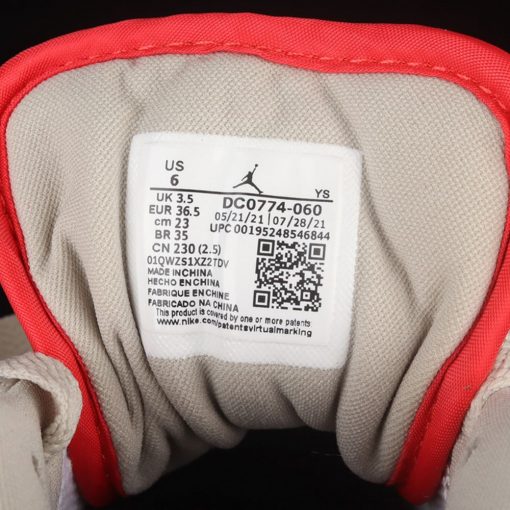 US
6
YS
UK 3.5
EUR 36.5
cm 23
BR 35
CN 230 (2.5)
DC0774-060
05/21/21 07/28/21
UPC 00195248546844
01QWZS1XZ2TDV
MADE IN CHINA
HECHO EN CHINA
FABRIQUE EN CHINE
FABRICADO NA CHINA
This product is covered by one or more patents
www.nike.com/patentsvirtualmarking